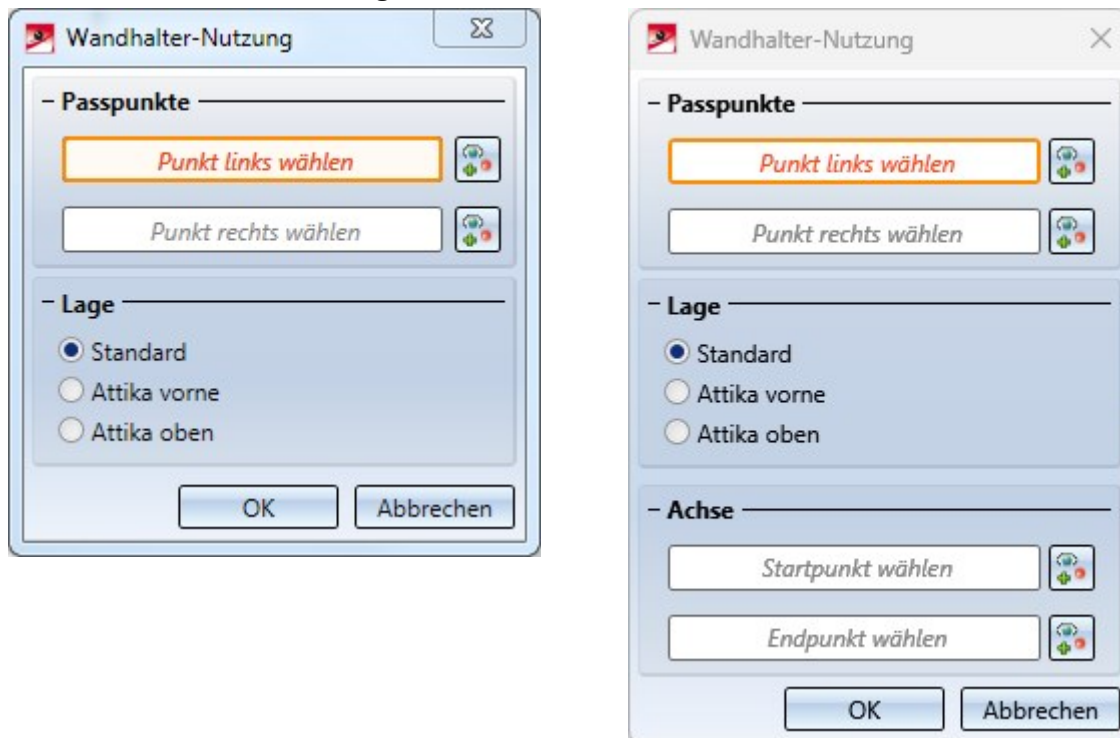 Wandhalter-Nutzung
Passpunkte
Punkt links wählen
Punkt rechts wählen
Lage
Standard
Attika vorne
Attika oben
OK
Abbrechen
Wandhalter-Nutzung
Passpunkte
Punkt links wählen
Punkt rechts wählen
Lage
Standard
Attika vorne
Attika oben
Achse
Startpunkt wählen
Endpunkt wählen
OK
Abbrechen